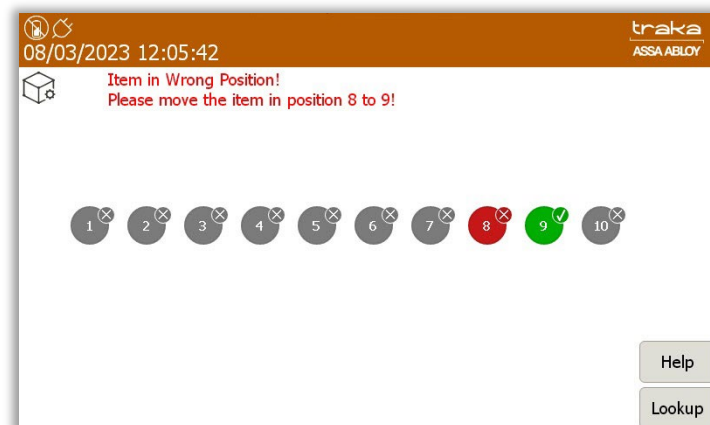 traka
08/03/2023 12:05:42
ASSA ABLOY
Item in Wrong Position!
Please move the item in position 8 to 9!
1 2 3 4 5 6 7 8 9 10
Help
Lookup